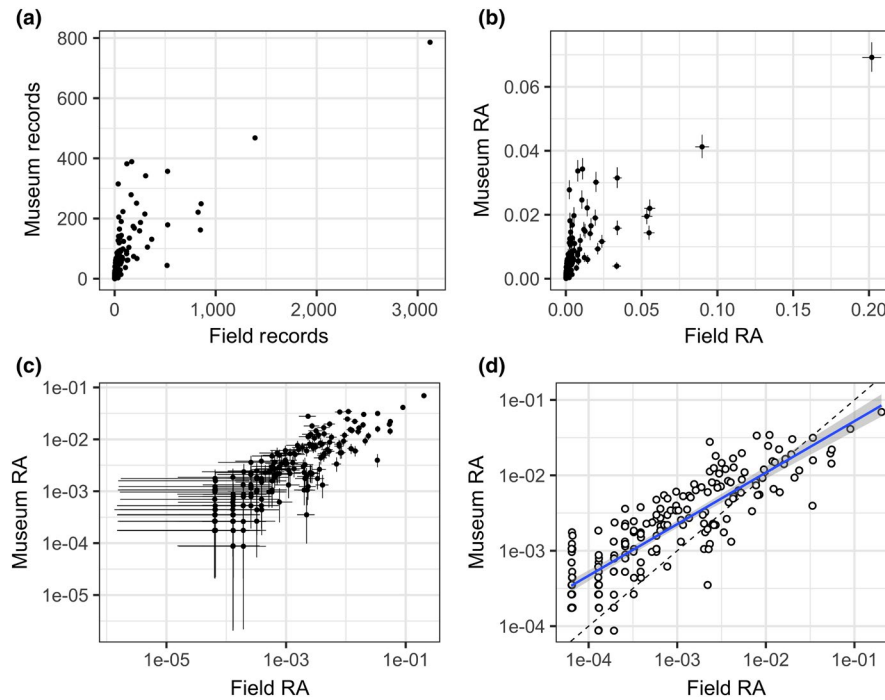 (a)
800
600
400
200
0
Museum records
0
1,000
2,000
3,000
Field records
(b)
0.06
0.04
0.02
0.00
Museum RA
0.00
0.05
0.10
0.15
0.20
Field RA
(c)
1e-01
1e-02
1e-03
1e-04
1e-05
Museum RA
1e-05
1e-03
1e-01
Field RA
(d)
1e-01
1e-02
1e-03
1e-04
Museum RA
1e-04
1e-03
1e-02
1e-01
Field RA